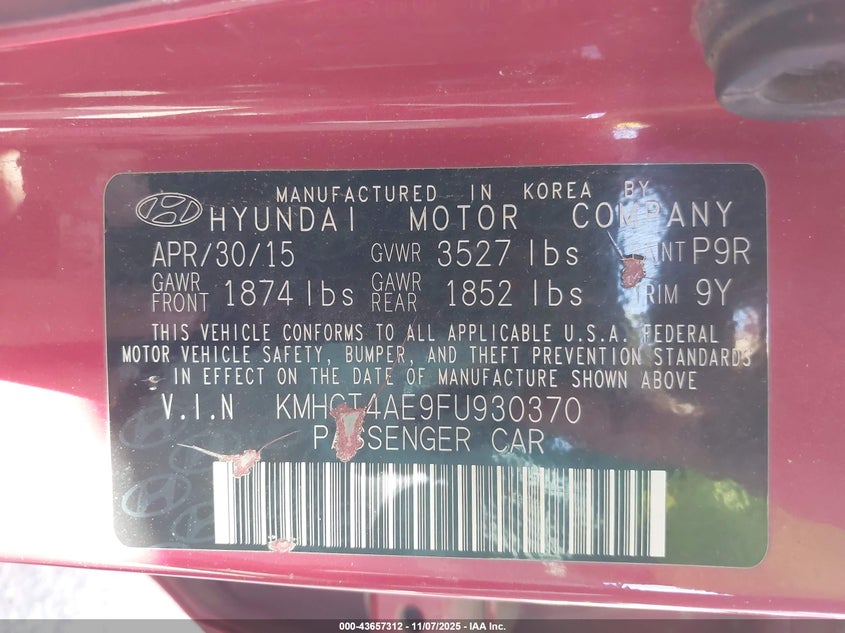 MANUFACTURED IN KOREA BY
HYUNDAI MOTOR COMPANY
APR/30/15 GVWR 3527 lbs P9R
GAWR FRONT 1874 lbs GAWR REAR 1852 lbs TRIM 9Y
THIS VEHICLE CONFORMS TO ALL APPLICABLE U.S.A. FEDERAL
MOTOR VEHICLE SAFETY, BUMPER, AND THEFT PREVENTION STANDARDS
IN EFFECT ON THE DATE OF MANUFACTURE SHOWN ABOVE
V.I.N KMHCT4AE9FU930370
PASSENGER CAR
000-43657312 - 11/07/2025 - IAA Inc.